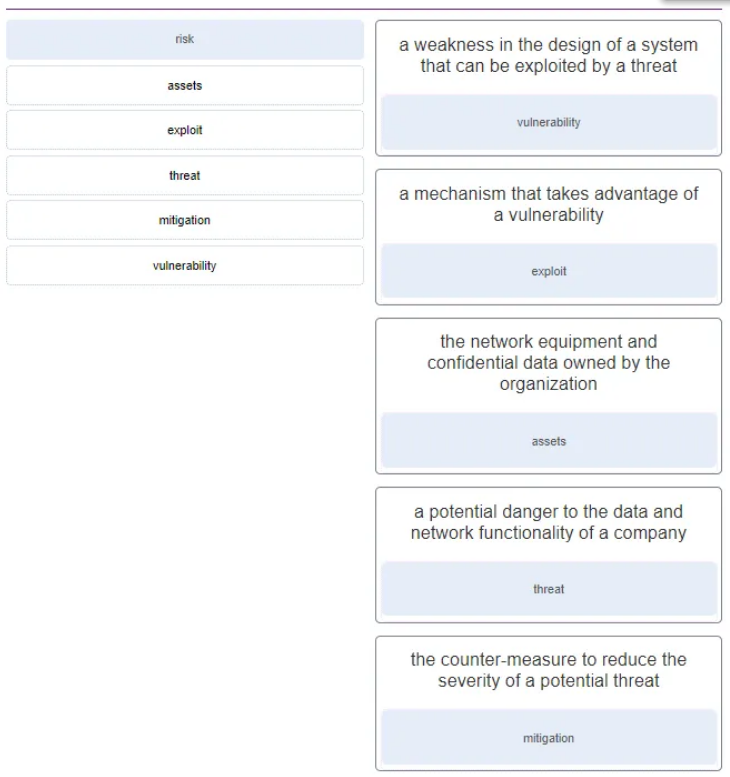 risk
assets
exploit
threat
mitigation
vulnerability
a weakness in the design of a system
that can be exploited by a threat
vulnerability
a mechanism that takes advantage of
a vulnerability
exploit
the network equipment and
confidential data owned by the
organization
assets
a potential danger to the data and
network functionality of a company
threat
the counter-measure to reduce the
severity of a potential threat
mitigation